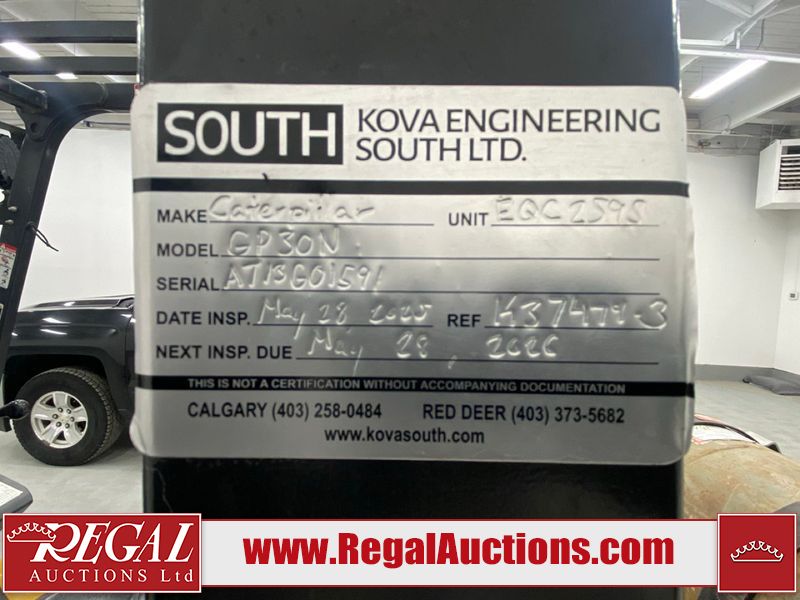 SOUTH KOVA ENGINEERING
SOUTH LTD.
MAKE Caterpillar UNIT EQC2595
MODEL GP30N
SERIAL AT13G01591
DATE INSP. May 28 2025 REF K37479-3
NEXT INSP. DUE May 28, 2026
THIS IS NOT A CERTIFICATION WITHOUT ACCOMPANYING DOCUMENTATION
CALGARY (403) 258-0484 RED DEER (403) 373-5682
www.kovasouth.com
REGAL
AUCTIONS Ltd
www.RegalAuctions.com